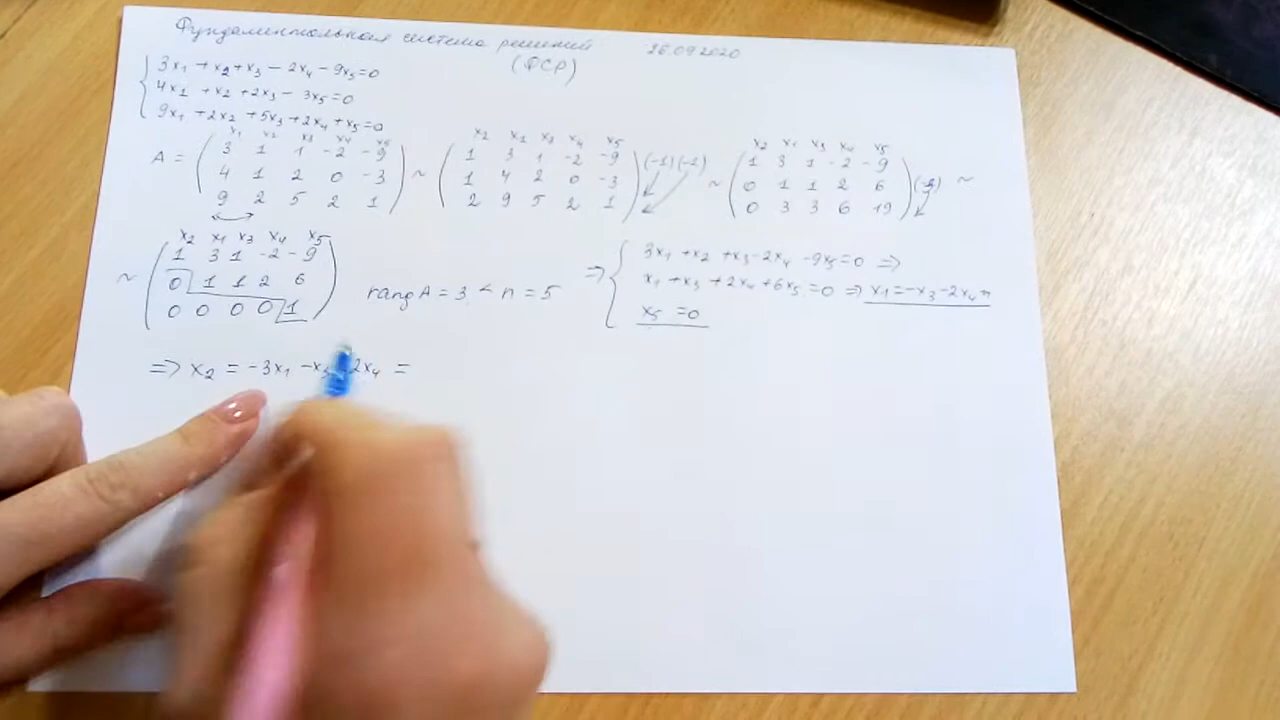 Фундаментальная система решений 26.09.2020
(ФСР)
3x₁ + x₂ + x₃ − 2x₄ − 9x₅ = 0
4x₁ + x₂ + 2x₃ − 3x₅ = 0
9x₁ + 2x₂ + 5x₃ + 2x₄ + x₅ = 0
x₁ x₂ x₃ x₄ x₅ x₂ x₁ x₃ x₄ x₅ x₂ x₁ x₃ x₄ x₅
3 1 1 -2 -9 1 3 1 -2 -9 (-1) (-2) 1 3 1 -2 -9
A = 4 1 2 0 -3 ~ 1 4 2 0 -3 ~ 0 1 1 2 6 ~
9 2 5 2 1 2 9 5 2 1 0 3 3 6 19
x₂ x₁ x₃ x₄ x₅
1 3 1 -2 -9
~ 0 1 1 2 6
0 0 0 0 1
rang A = 3 < n = 5
⇒ 3x₁ + x₂ + x₃ − 2x₄ − 9x₅ = 0 ⇒
x₁ + x₃ + 2x₄ + 6x₅ = 0 ⇒ x₁ = −x₃ − 2x₄
x₅ = 0
⇒ x₂ = −3x₁ − x₃ 2x₄ =